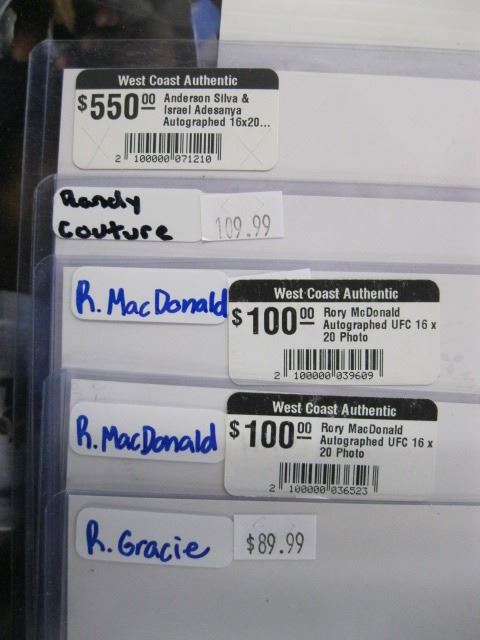 West Coast Authentic
$550.00 Anderson Silva &
Israel Adesanya
Autographed 16x20...
2 100000 071210
Randy
Couture
109.99
R. MacDonald
West Coast Authentic
$100.00 Rory McDonald
Autographed UFC 16 x
20 Photo
2 100000 039609
R. MacDonald
West Coast Authentic
$100.00 Rory MacDonald
Autographed UFC 16 x
20 Photo
2 100000 036523
R. Gracie
$89.99